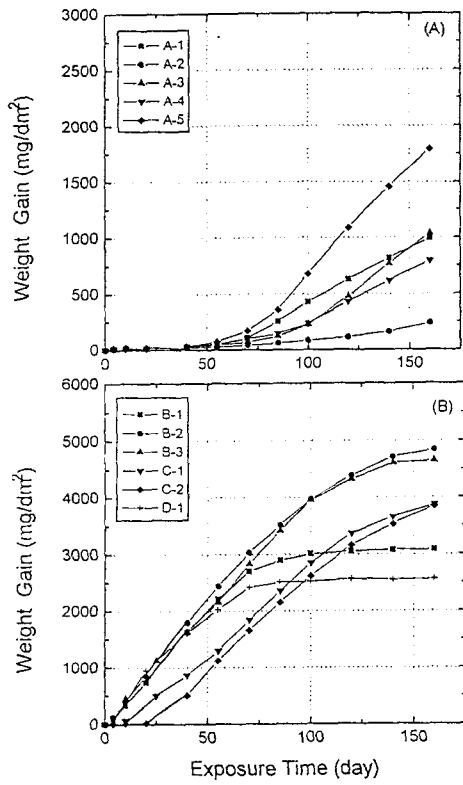 3000
(A)
A-1
A-2
A-3
A-4
A-5
2500
2000
1500
1000
500
0
Weight Gain (mg/dm²)
0 50 100 150
6000
(B)
B-1
B-2
B-3
C-1
C-2
D-1
5000
4000
3000
2000
1000
0
Weight Gain (mg/dm²)
0 50 100 150
Exposure Time (day)